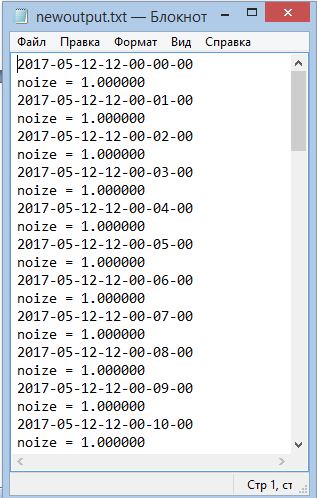 newoutput.txt — Блокнот
Файл Правка Формат Вид Справка
2017-05-12-12-00-00-00
noize = 1.000000
2017-05-12-12-00-01-00
noize = 1.000000
2017-05-12-12-00-02-00
noize = 1.000000
2017-05-12-12-00-03-00
noize = 1.000000
2017-05-12-12-00-04-00
noize = 1.000000
2017-05-12-12-00-05-00
noize = 1.000000
2017-05-12-12-00-06-00
noize = 1.000000
2017-05-12-12-00-07-00
noize = 1.000000
2017-05-12-12-00-08-00
noize = 1.000000
2017-05-12-12-00-09-00
noize = 1.000000
2017-05-12-12-00-10-00
noize = 1.000000
Стр 1, ст